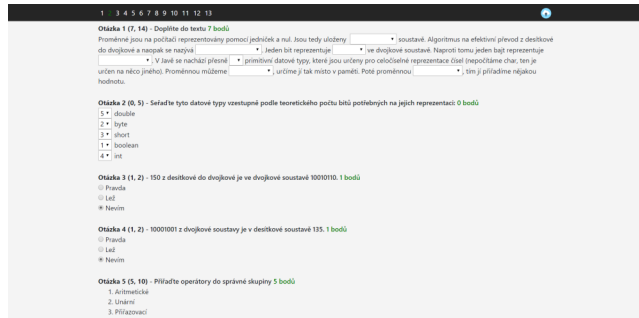 1 2 3 4 5 6 7 8 9 10 11 12 13
Otázka 1 (7, 14) - Doplňte do textu 7 bodů
Proměnné jsou na počítači reprezentovány pomocí jedniček a nul. Jsou tedy uloženy soustavě. Algoritmus na efektivní převod z desítkové
do dvojkové a naopak se nazývá . Jeden bit reprezentuje ve dvojkové soustavě. Naproti tomu jeden bajt reprezentuje
. V Javě se nachází přesně primitivní datové typy, které jsou určeny pro celočíselné reprezentace čísel (nepočítáme char, ten je
určen na něco jiného). Proměnnou můžeme , určíme jí tak místo v paměti. Poté proměnnou , tím jí přiřadíme nějakou
hodnotu.
Otázka 2 (0, 5) - Seřaďte tyto datové typy vzestupně podle teoretického počtu bitů potřebných na jejich reprezentaci: 0 bodů
5 double
2 byte
3 short
1 boolean
4 int
Otázka 3 (1, 2) - 150 z desítkové do dvojkové je ve dvojkové soustavě 10010110. 1 bodů
Pravda
Lež
Nevím
Otázka 4 (1, 2) - 10001001 z dvojkové soustavy je v desítkové soustavě 135. 1 bodů
Pravda
Lež
Nevím
Otázka 5 (5, 10) - Přiřaďte operátory do správné skupiny 5 bodů
1. Aritmetické
2. Unární
3. Přiřazovací